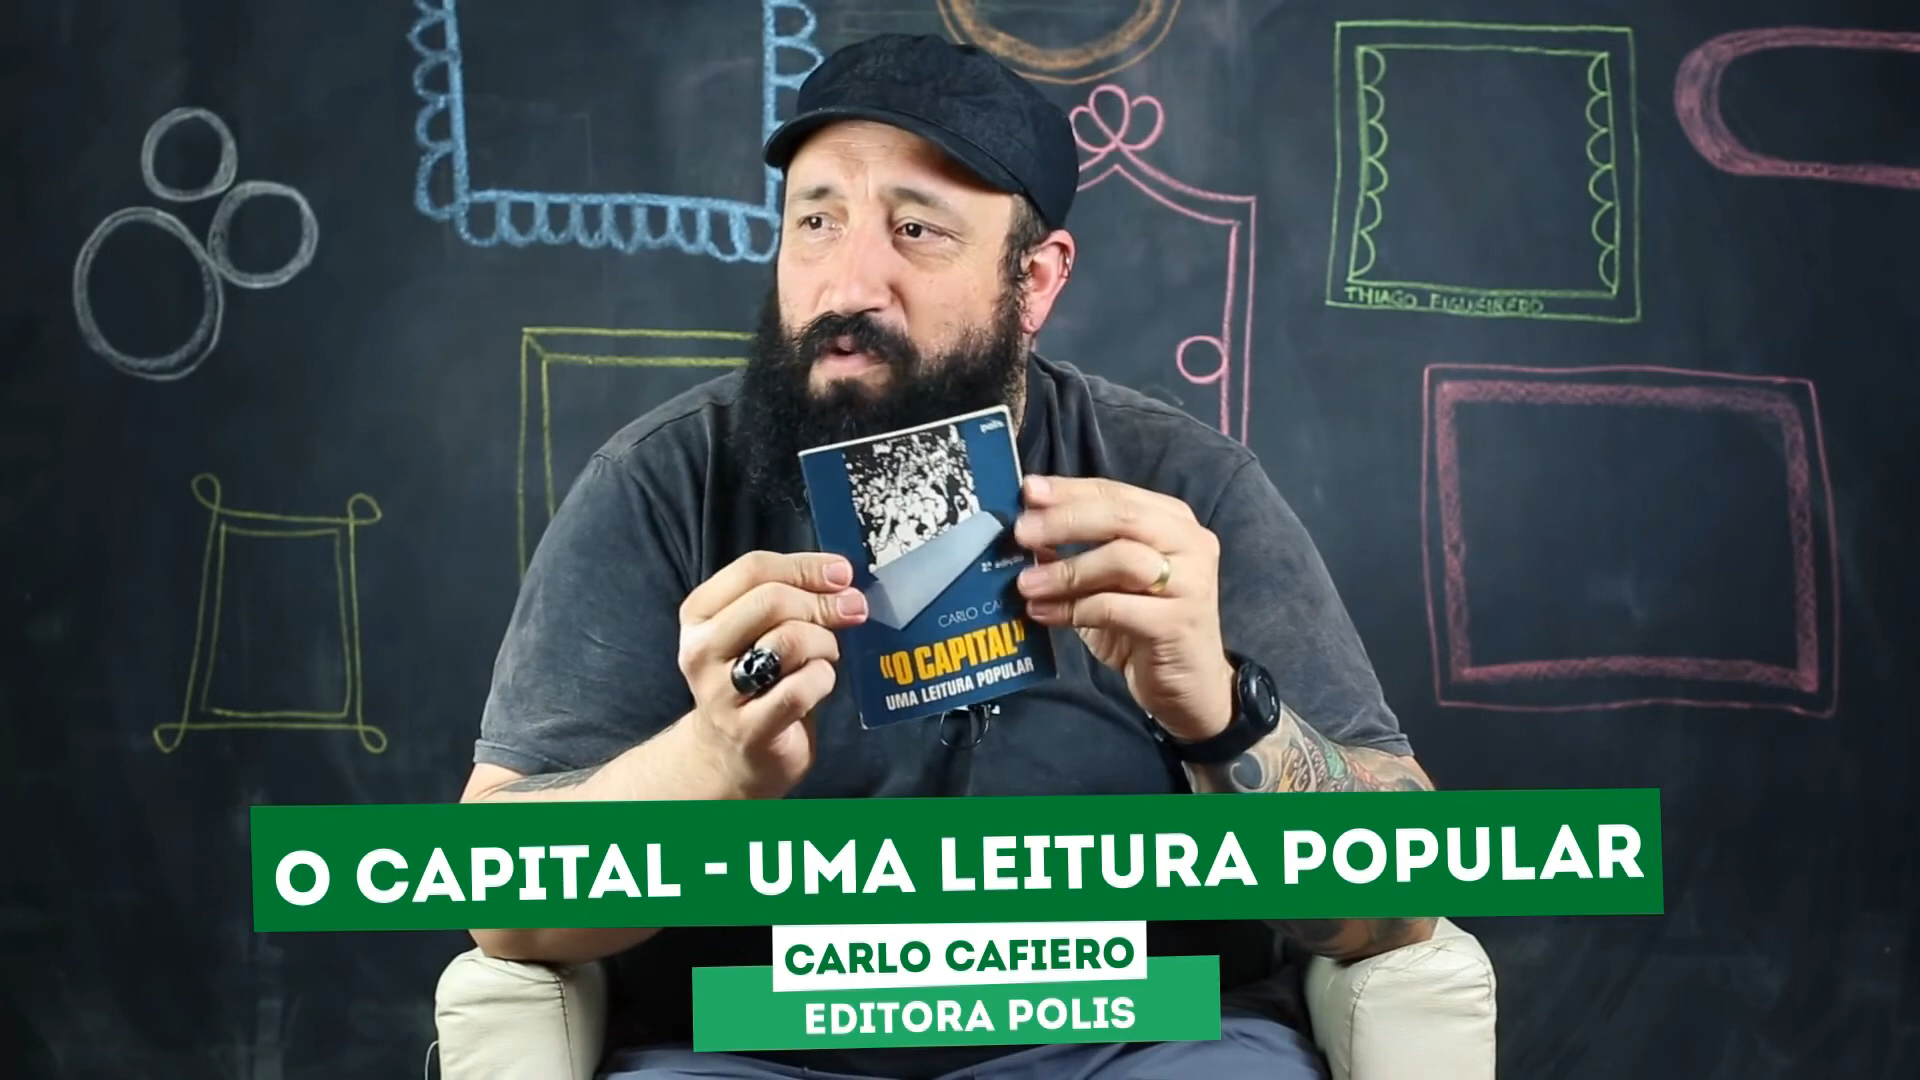 THIAGO FIGUEIREDO
polis
2ª edição
CARLO CA
"O CAPITAL"
UMA LEITURA POPULAR
O CAPITAL - UMA LEITURA POPULAR
CARLO CAFIERO
EDITORA POLIS